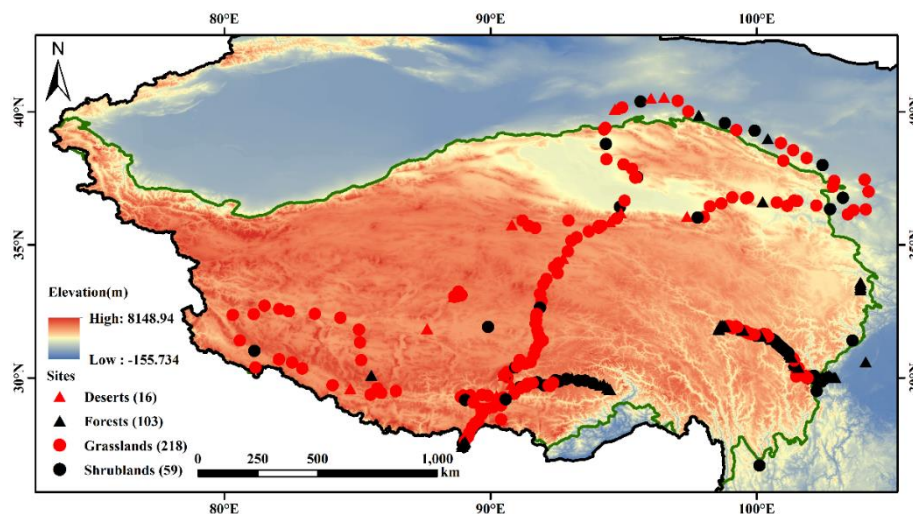 80°E 90°E 100°E
N
40°N 40°N
35°N 35°N
30°N 30°N
Elevation(m)
High: 8148.94
Low : -155.734
Sites
Deserts (16)
Forests (103)
Grasslands (218)
Shrublands (59)
0 250 500 1,000
km
80°E 90°E 100°E